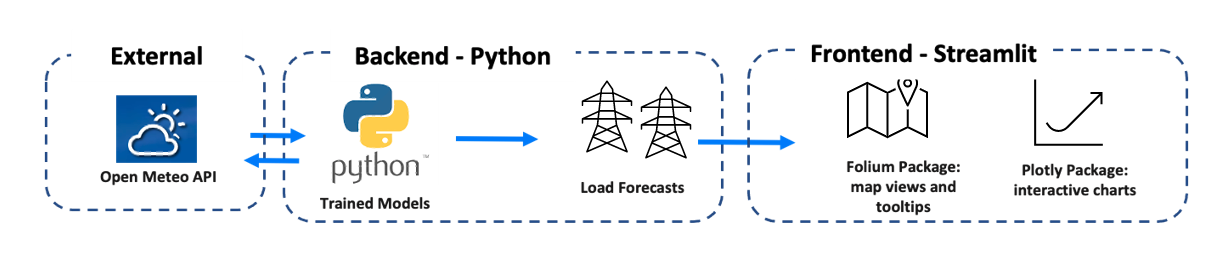 External
Backend - Python
Frontend - Streamlit
python™
Open Meteo API
Trained Models
Load Forecasts
Folium Package:
map views and
tooltips
Plotly Package:
interactive charts